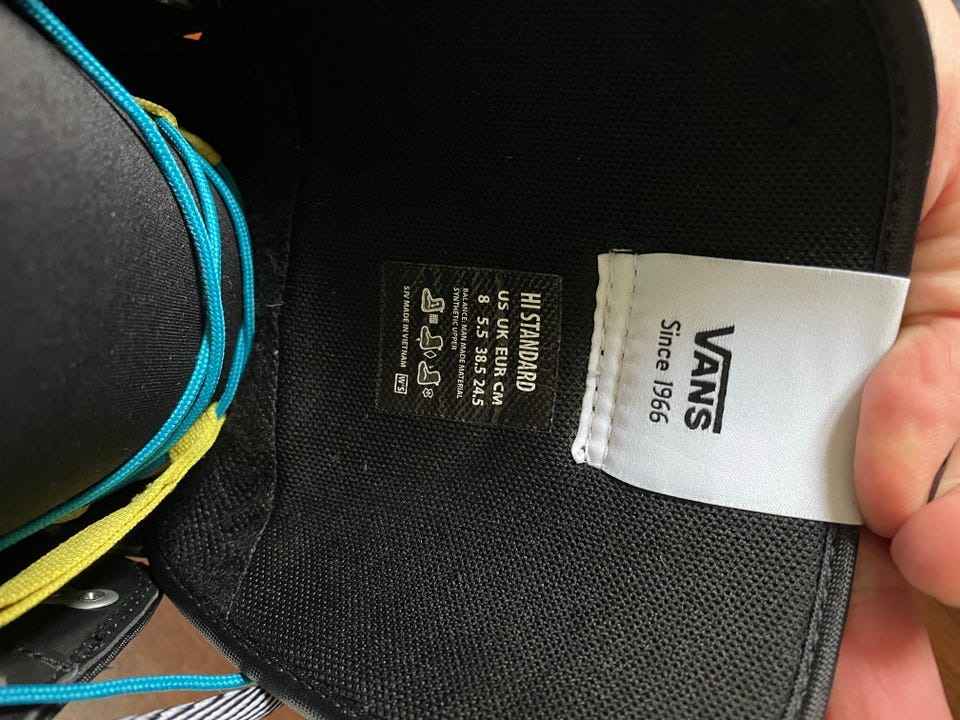 HI STANDARD
US UK EUR CM
8 5.5 38.5 24.5
BALANCE: MAN MADE MATERIAL
SYNTHETIC UPPER
SJV MADE IN VIETNAM W'S
VANS
Since 1966